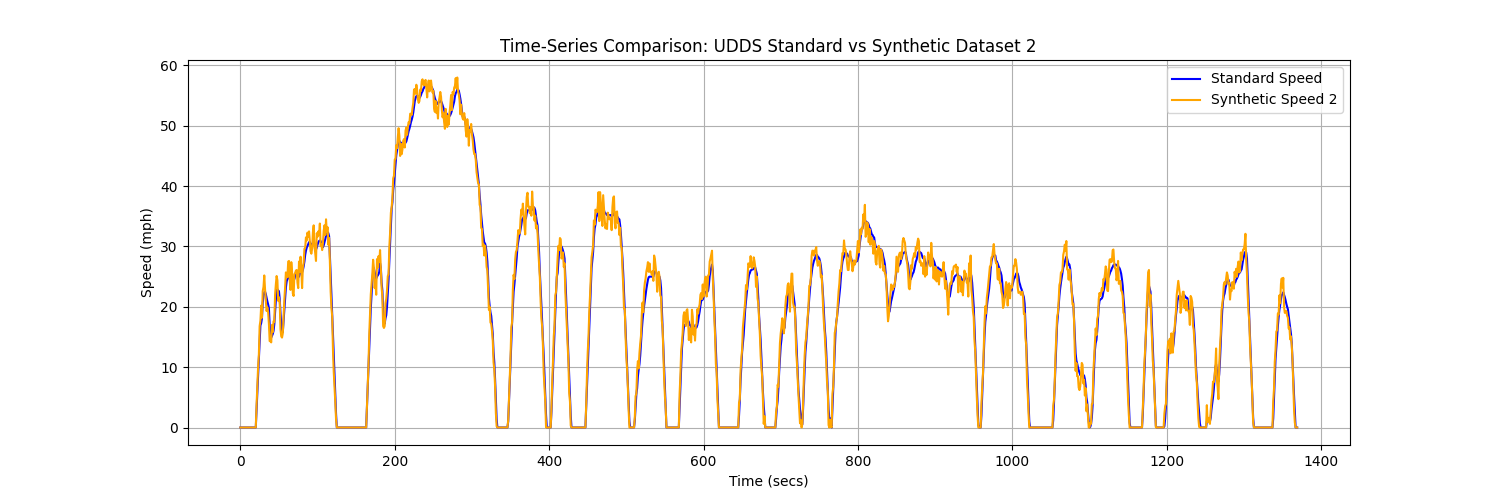 Time-Series Comparison: UDDS Standard vs Synthetic Dataset 2
Standard Speed
Synthetic Speed 2
Speed (mph)
60
50
40
30
20
10
0
0 200 400 600 800 1000 1200 1400
Time (secs)